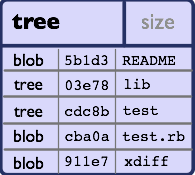 tree size
blob 5b1d3 README
tree 03e78 lib
tree cdc8b test
blob cba0a test.rb
blob 911e7 xdiff